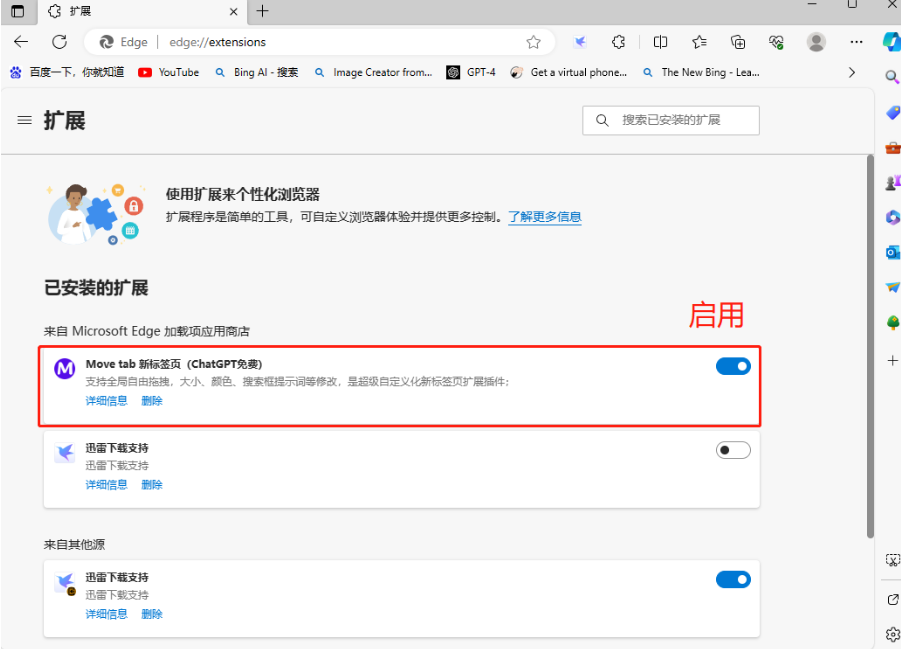 扩展
Edge
edge://extensions
百度一下,你就知道
YouTube
Bing AI - 搜索
Image Creator from...
GPT-4
Get a virtual phone...
The New Bing - Lea...
扩展
搜索已安装的扩展
使用扩展来个性化浏览器
扩展程序是简单的工具,可自定义浏览器体验并提供更多控制。了解更多信息
已安装的扩展
启用
来自 Microsoft Edge 加载项应用商店
Move tab 新标签页(ChatGPT免费)
支持全局自由拖拽,大小、颜色、搜索框提示词等修改,是超级自定义化新标签页扩展插件;
详细信息 删除
迅雷下载支持
迅雷下载支持
详细信息 删除
来自其他源
迅雷下载支持
迅雷下载支持
详细信息 删除